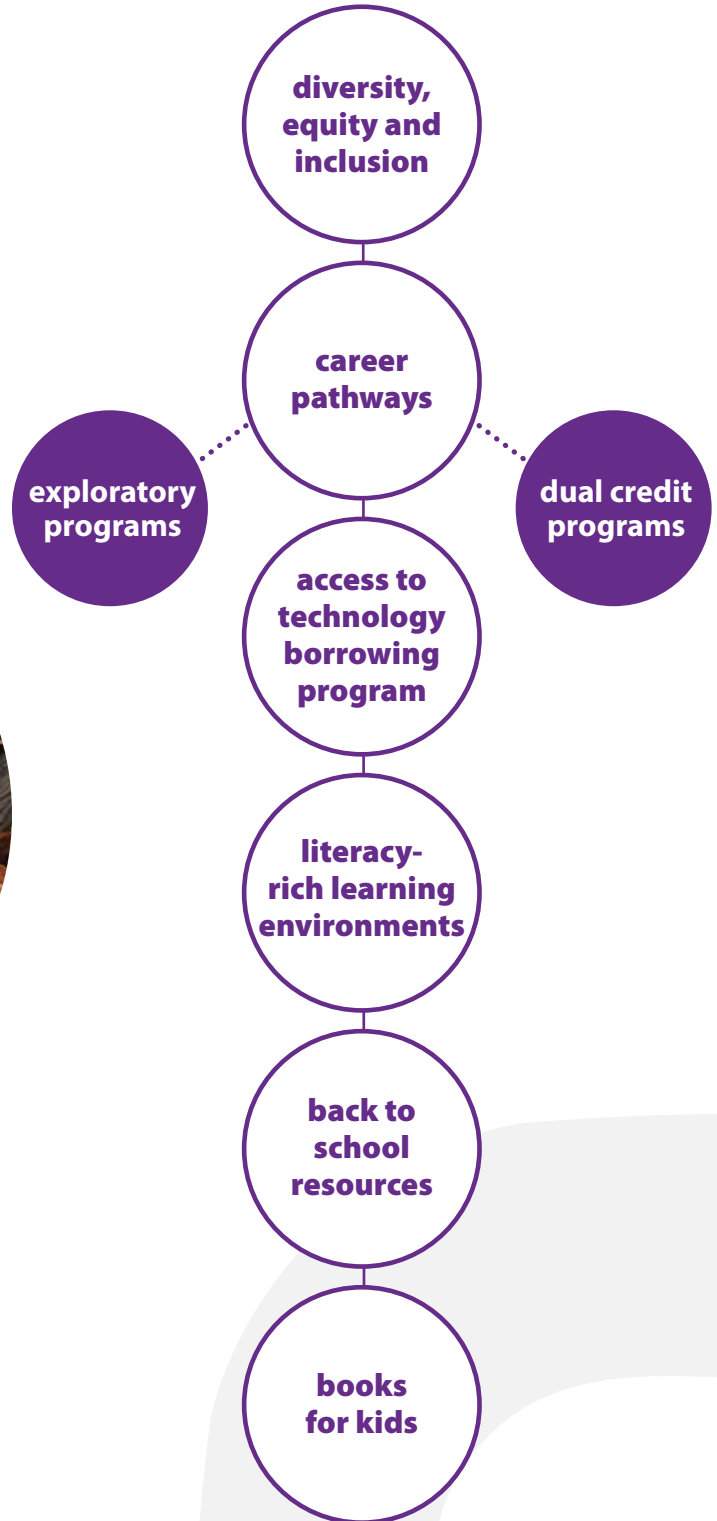 diversity,
equity and
inclusion
career
pathways
exploratory
programs
dual credit
programs
access to
technology
borrowing
program
literacy-
rich learning
environments
back to
school
resources
books
for kids